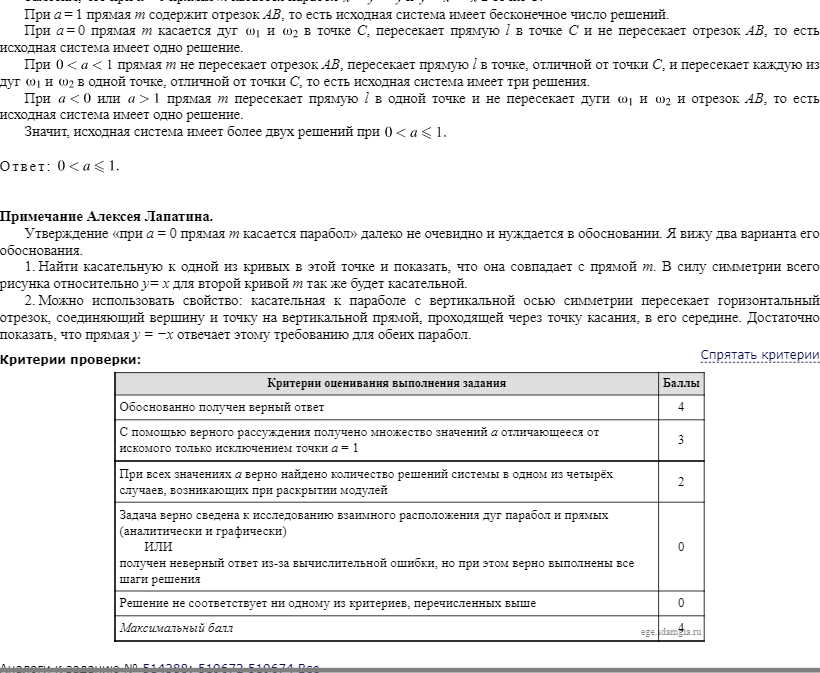 При a = 1 прямая m содержит отрезок AB, то есть исходная система имеет бесконечное число решений.
При a = 0 прямая m касается дуг ω₁ и ω₂ в точке C, пересекает прямую l в точке C и не пересекает отрезок AB, то есть
исходная система имеет одно решение.
При 0 < a < 1 прямая m не пересекает отрезок AB, пересекает прямую l в точке, отличной от точки C, и пересекает каждую из
дуг ω₁ и ω₂ в одной точке, отличной от точки C, то есть исходная система имеет три решения.
При a < 0 или a > 1 прямая m пересекает прямую l в одной точке и не пересекает дуги ω₁ и ω₂ и отрезок AB, то есть
исходная система имеет одно решение.
Значит, исходная система имеет более двух решений при 0 < a ⩽ 1.
Ответ: 0 < a ⩽ 1.
Примечание Алексея Лапатина.
Утверждение «при a = 0 прямая m касается парабол» далеко не очевидно и нуждается в обосновании. Я вижу два варианта его
обоснования.
1. Найти касательную к одной из кривых в этой точке и показать, что она совпадает с прямой m. В силу симметрии всего
рисунка относительно y= x для второй кривой m так же будет касательной.
2. Можно использовать свойство: касательная к параболе с вертикальной осью симметрии пересекает горизонтальный
отрезок, соединяющий вершину и точку на вертикальной прямой, проходящей через точку касания, в его середине. Достаточно
показать, что прямая y = −x отвечает этому требованию для обеих парабол.
Критерии проверки:
Спрятать критерии
Критерии оценивания выполнения задания Баллы
Обоснованно получен верный ответ 4
С помощью верного рассуждения получено множество значений a отличающееся от
искомого только исключением точки a = 1 3
При всех значениях a верно найдено количество решений системы в одном из четырёх
случаев, возникающих при раскрытии модулей 2
Задача верно сведена к исследованию взаимного расположения дуг парабол и прямых
(аналитически и графически)
ИЛИ 0
получен неверный ответ из-за вычислительной ошибки, но при этом верно выполнены все
шаги решения
Решение не соответствует ни одному из критериев, перечисленных выше 0
Максимальный балл 4
ege.sdamgia.ru
Аналоги к заданию № 514388: 519672 519674 Все